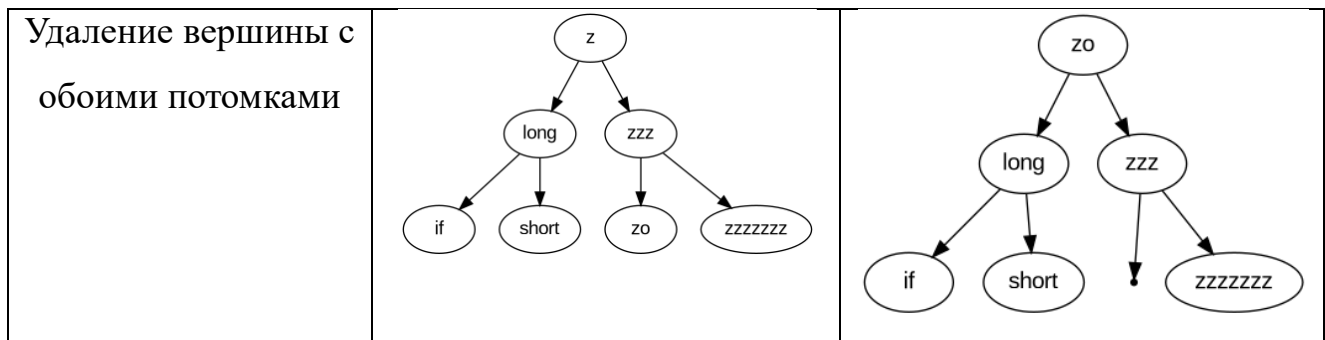 Удаление вершины с
обоими потомками
z
long
zzz
if
short
zo
zzzzzzz
zo
long
zzz
if
short
zzzzzzz